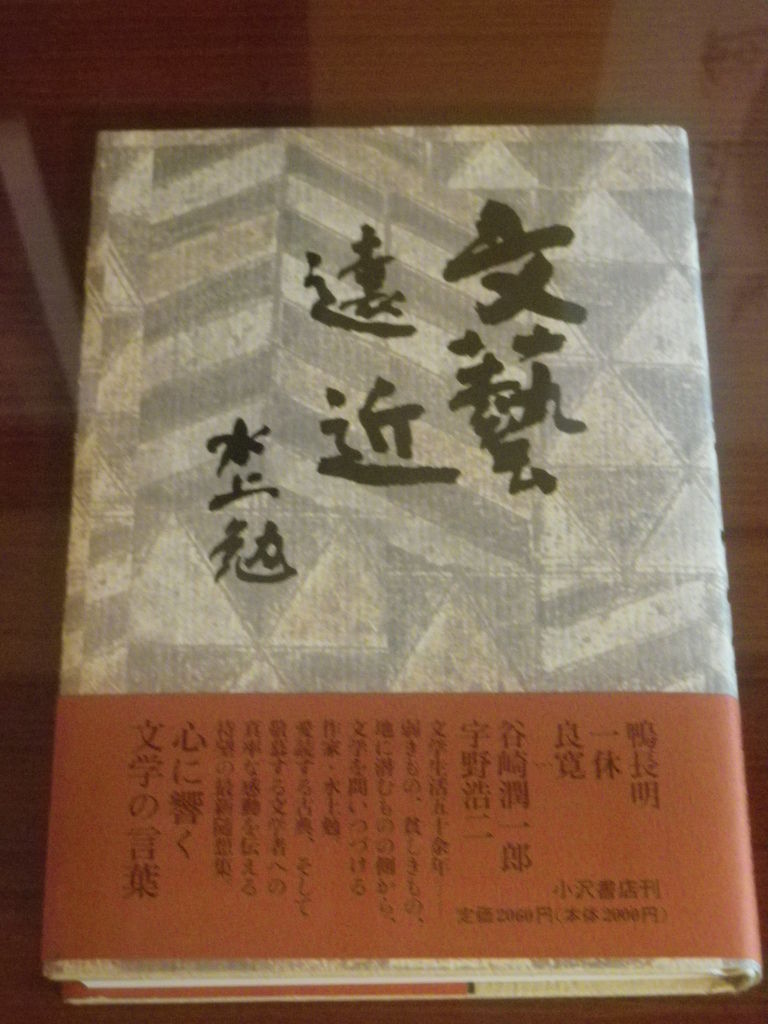 文藝
遠近
水上勉
鴨長明
一休
良寛
谷崎潤一郎
宇野浩二
文学生活五十余年――
弱きもの、貧しきもの、
地に潜むものの側から、
文学を問いつづける
作家・水上勉。
愛読する古典、そして
敬慕する文学者への
真率な感動を伝える
待望の最新随想集。
心に響く
文学の言葉
小沢書店刊
定価2060円(本体2000円)